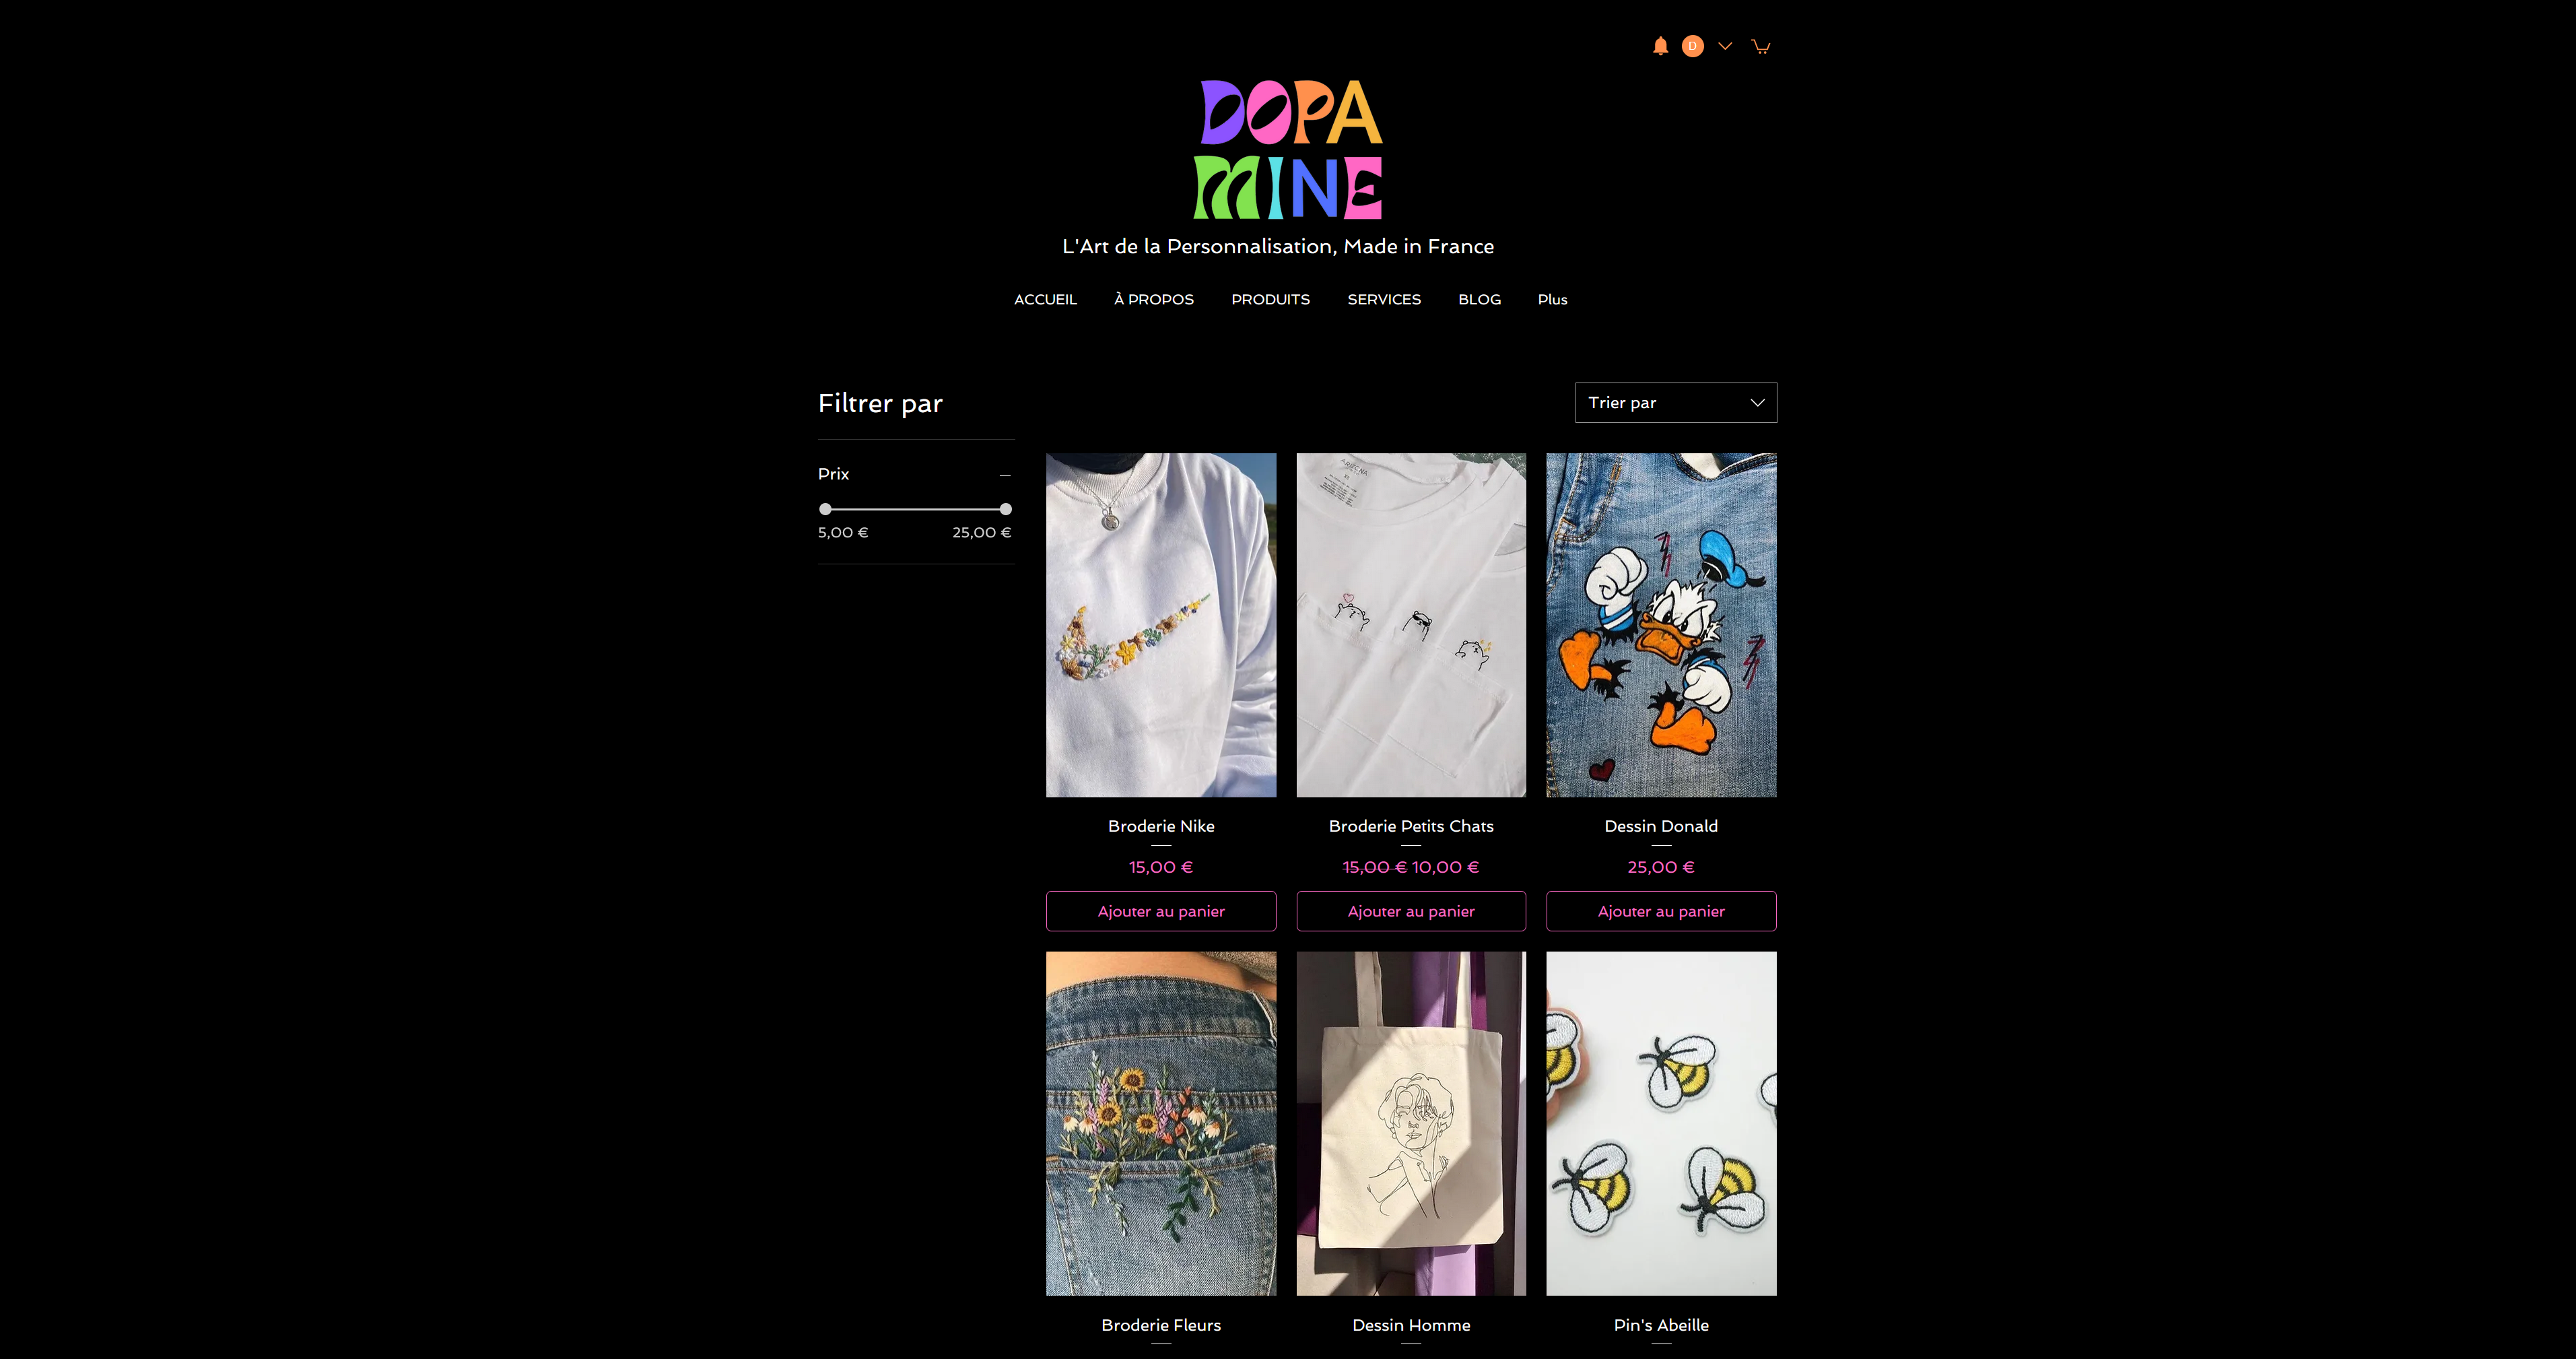 D
DOPA
MINE
L'Art de la Personnalisation, Made in France
ACCUEIL À PROPOS PRODUITS SERVICES BLOG Plus
Filtrer par
Trier par
Prix
5,00 € 25,00 €
Broderie Nike
15,00 €
Ajouter au panier
Broderie Petits Chats
15,00 € 10,00 €
Ajouter au panier
Dessin Donald
25,00 €
Ajouter au panier
Broderie Fleurs
Dessin Homme
Pin's Abeille